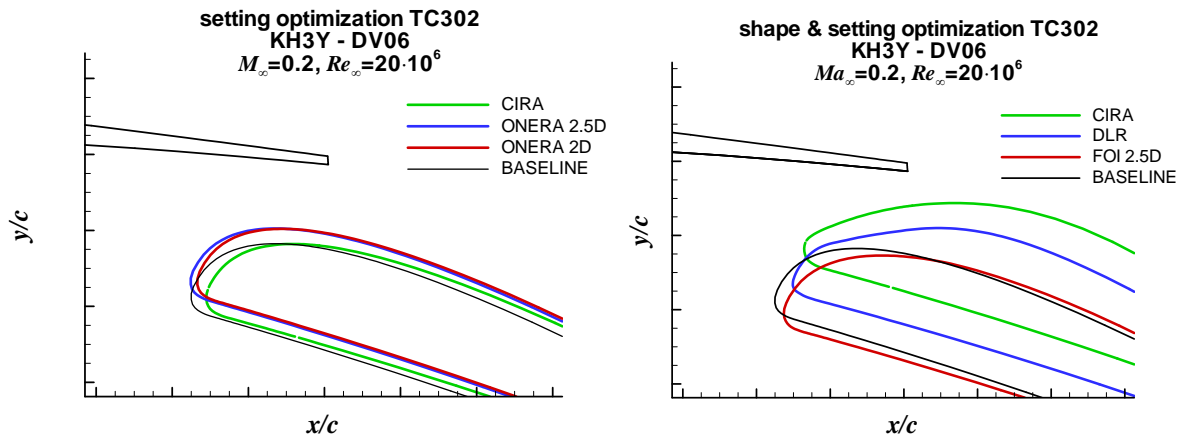 setting optimization TC302
KH3Y - DV06
M∞=0.2, Re∞=20·10⁶
CIRA
ONERA 2.5D
ONERA 2D
BASELINE
y/c
x/c
shape & setting optimization TC302
KH3Y - DV06
Ma∞=0.2, Re∞=20·10⁶
CIRA
DLR
FOI 2.5D
BASELINE
y/c
x/c